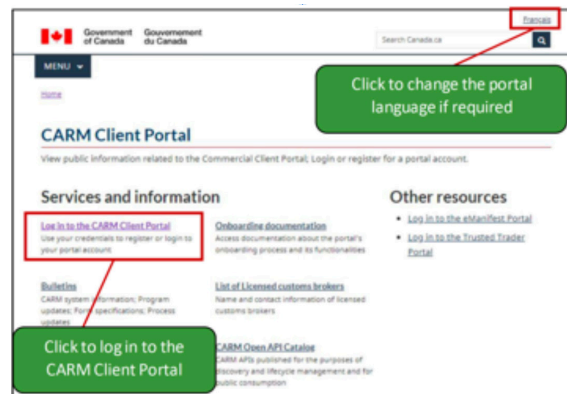 Français
Government of Canada
Gouvernement du Canada
Search Canada.ca
MENU
Home
Click to change the portal
language if required
CARM Client Portal
View public information related to the Commercial Client Portal; Login or register for a portal account.
Services and information
Log in to the CARM Client Portal
Use your credentials to register or login to
your portal account
Onboarding documentation
Access documentation about the portal's
onboarding process and its functionalities
Other resources
Log in to the eManifest Portal
Log in to the Trusted Trader
Portal
Bulletins
CARM system information; Program
updates; Form specifications; Process
updates
List of Licensed customs brokers
Name and contact information of licensed
customs brokers
Click to log in to the
CARM Client Portal
CARM Open API Catalog
CARM APIs published for the purposes of
discovery and lifecycle management and for
public consumption